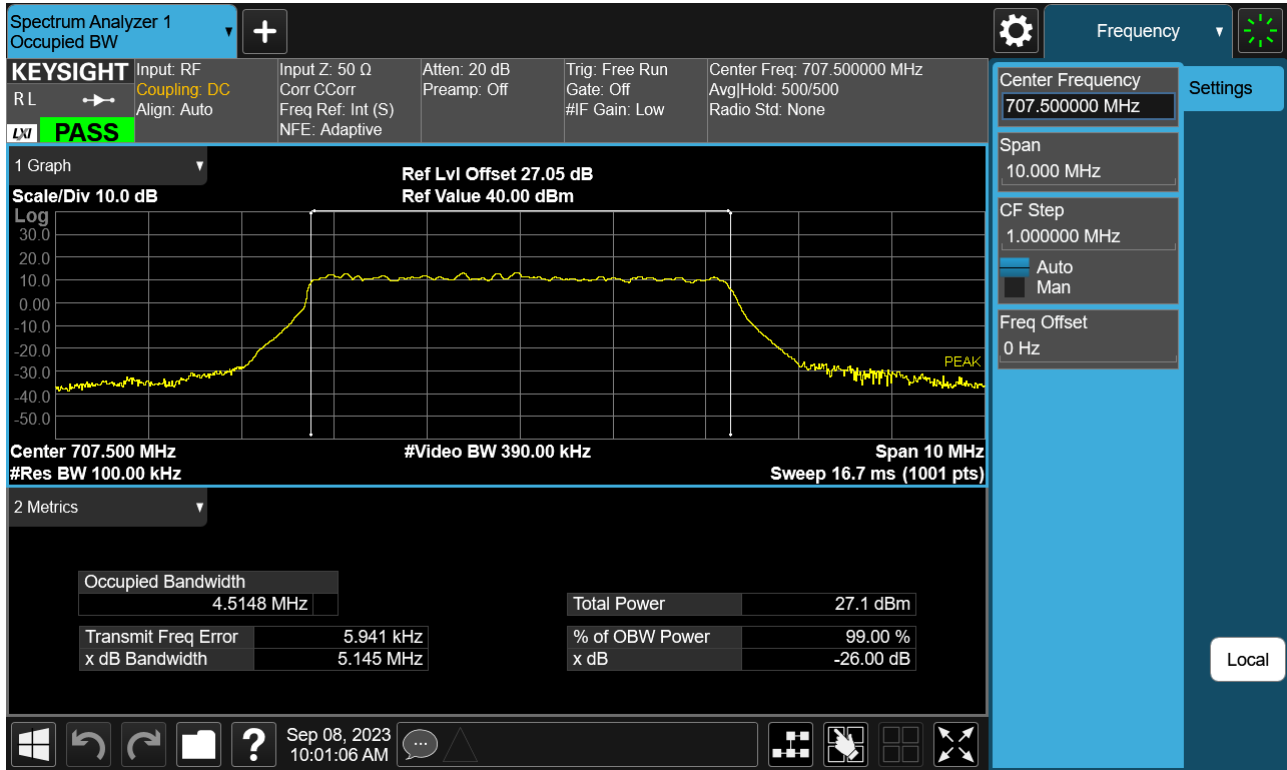 Spectrum Analyzer 1
Occupied BW
Frequency
KEYSIGHT
R L
LXI PASS
Input: RF
Coupling: DC
Align: Auto
Input Z: 50 Ω
Corr CCorr
Freq Ref: Int (S)
NFE: Adaptive
Atten: 20 dB
Preamp: Off
Trig: Free Run
Gate: Off
#IF Gain: Low
Center Freq: 707.500000 MHz
Avg|Hold: 500/500
Radio Std: None
Center Frequency
707.500000 MHz
Settings
Span
10.000 MHz
CF Step
1.000000 MHz
Auto
Man
Freq Offset
0 Hz
Local
1 Graph
Ref Lvl Offset 27.05 dB
Scale/Div 10.0 dB
Ref Value 40.00 dBm
Log
30.0
20.0
10.0
0.00
-10.0
-20.0
-30.0
-40.0
-50.0
PEAK
Center 707.500 MHz
#Video BW 390.00 kHz
Span 10 MHz
#Res BW 100.00 kHz
Sweep 16.7 ms (1001 pts)
2 Metrics
Occupied Bandwidth
4.5148 MHz
Total Power 27.1 dBm
Transmit Freq Error 5.941 kHz
% of OBW Power 99.00 %
x dB Bandwidth 5.145 MHz
x dB -26.00 dB
?
Sep 08, 2023
10:01:06 AM